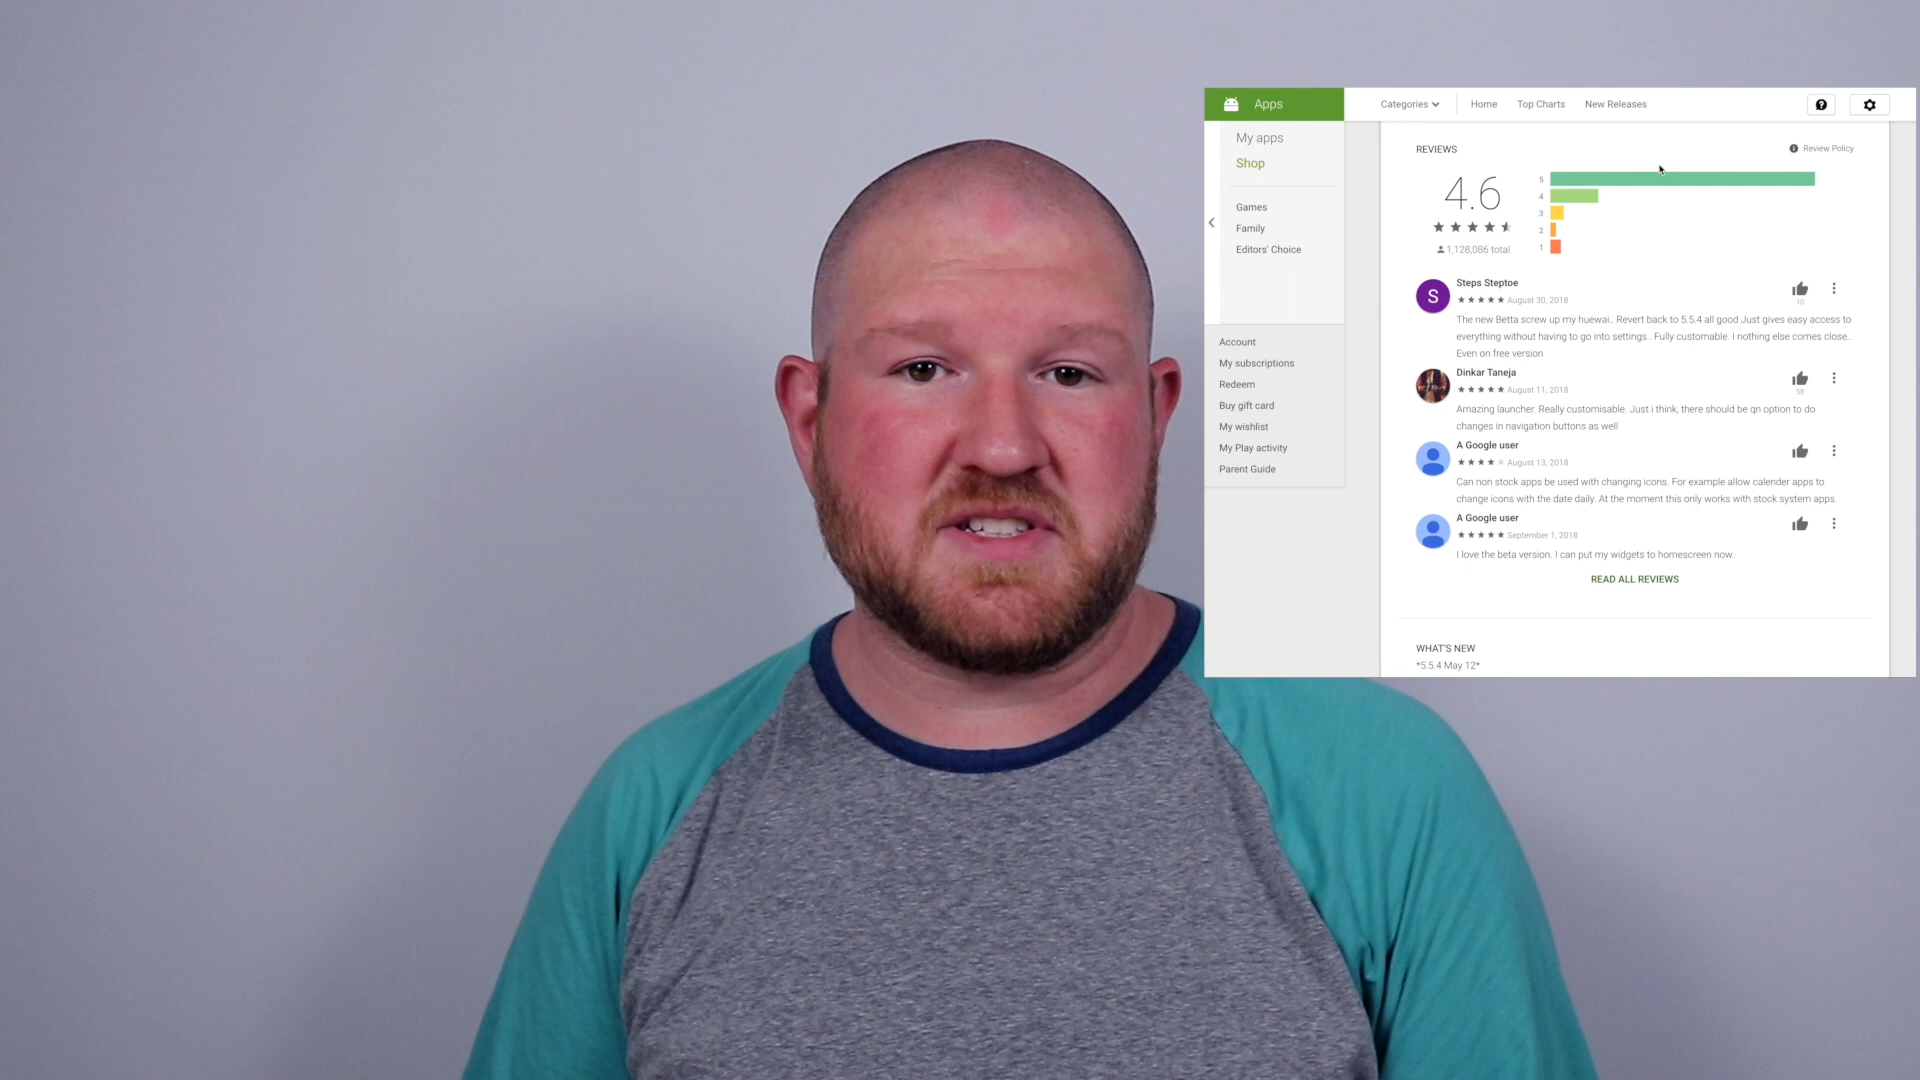 Apps
Categories
Home
Top Charts
New Releases
My apps
Shop
Games
Family
Editors' Choice
Account
My subscriptions
Redeem
Buy gift card
My wishlist
My Play activity
Parent Guide
REVIEWS
Review Policy
4.6
1,128,086 total
5
4
3
2
1
S
Steps Steptoe
August 30, 2018
10
The new Betta screw up my huewai.. Revert back to 5.5.4 all good Just gives easy access to
everything without having to go into settings.. Fully customable. I nothing else comes close..
Even on free version
Dinkar Taneja
August 11, 2018
58
Amazing launcher. Really customisable. Just i think, there should be qn option to do
changes in navigation buttons as well
A Google user
August 13, 2018
Can non stock apps be used with changing icons. For example allow calender apps to
change icons with the date daily. At the moment this only works with stock system apps.
A Google user
September 1, 2018
I love the beta version. I can put my widgets to homescreen now.
READ ALL REVIEWS
WHAT'S NEW
*5.5.4 May 12*